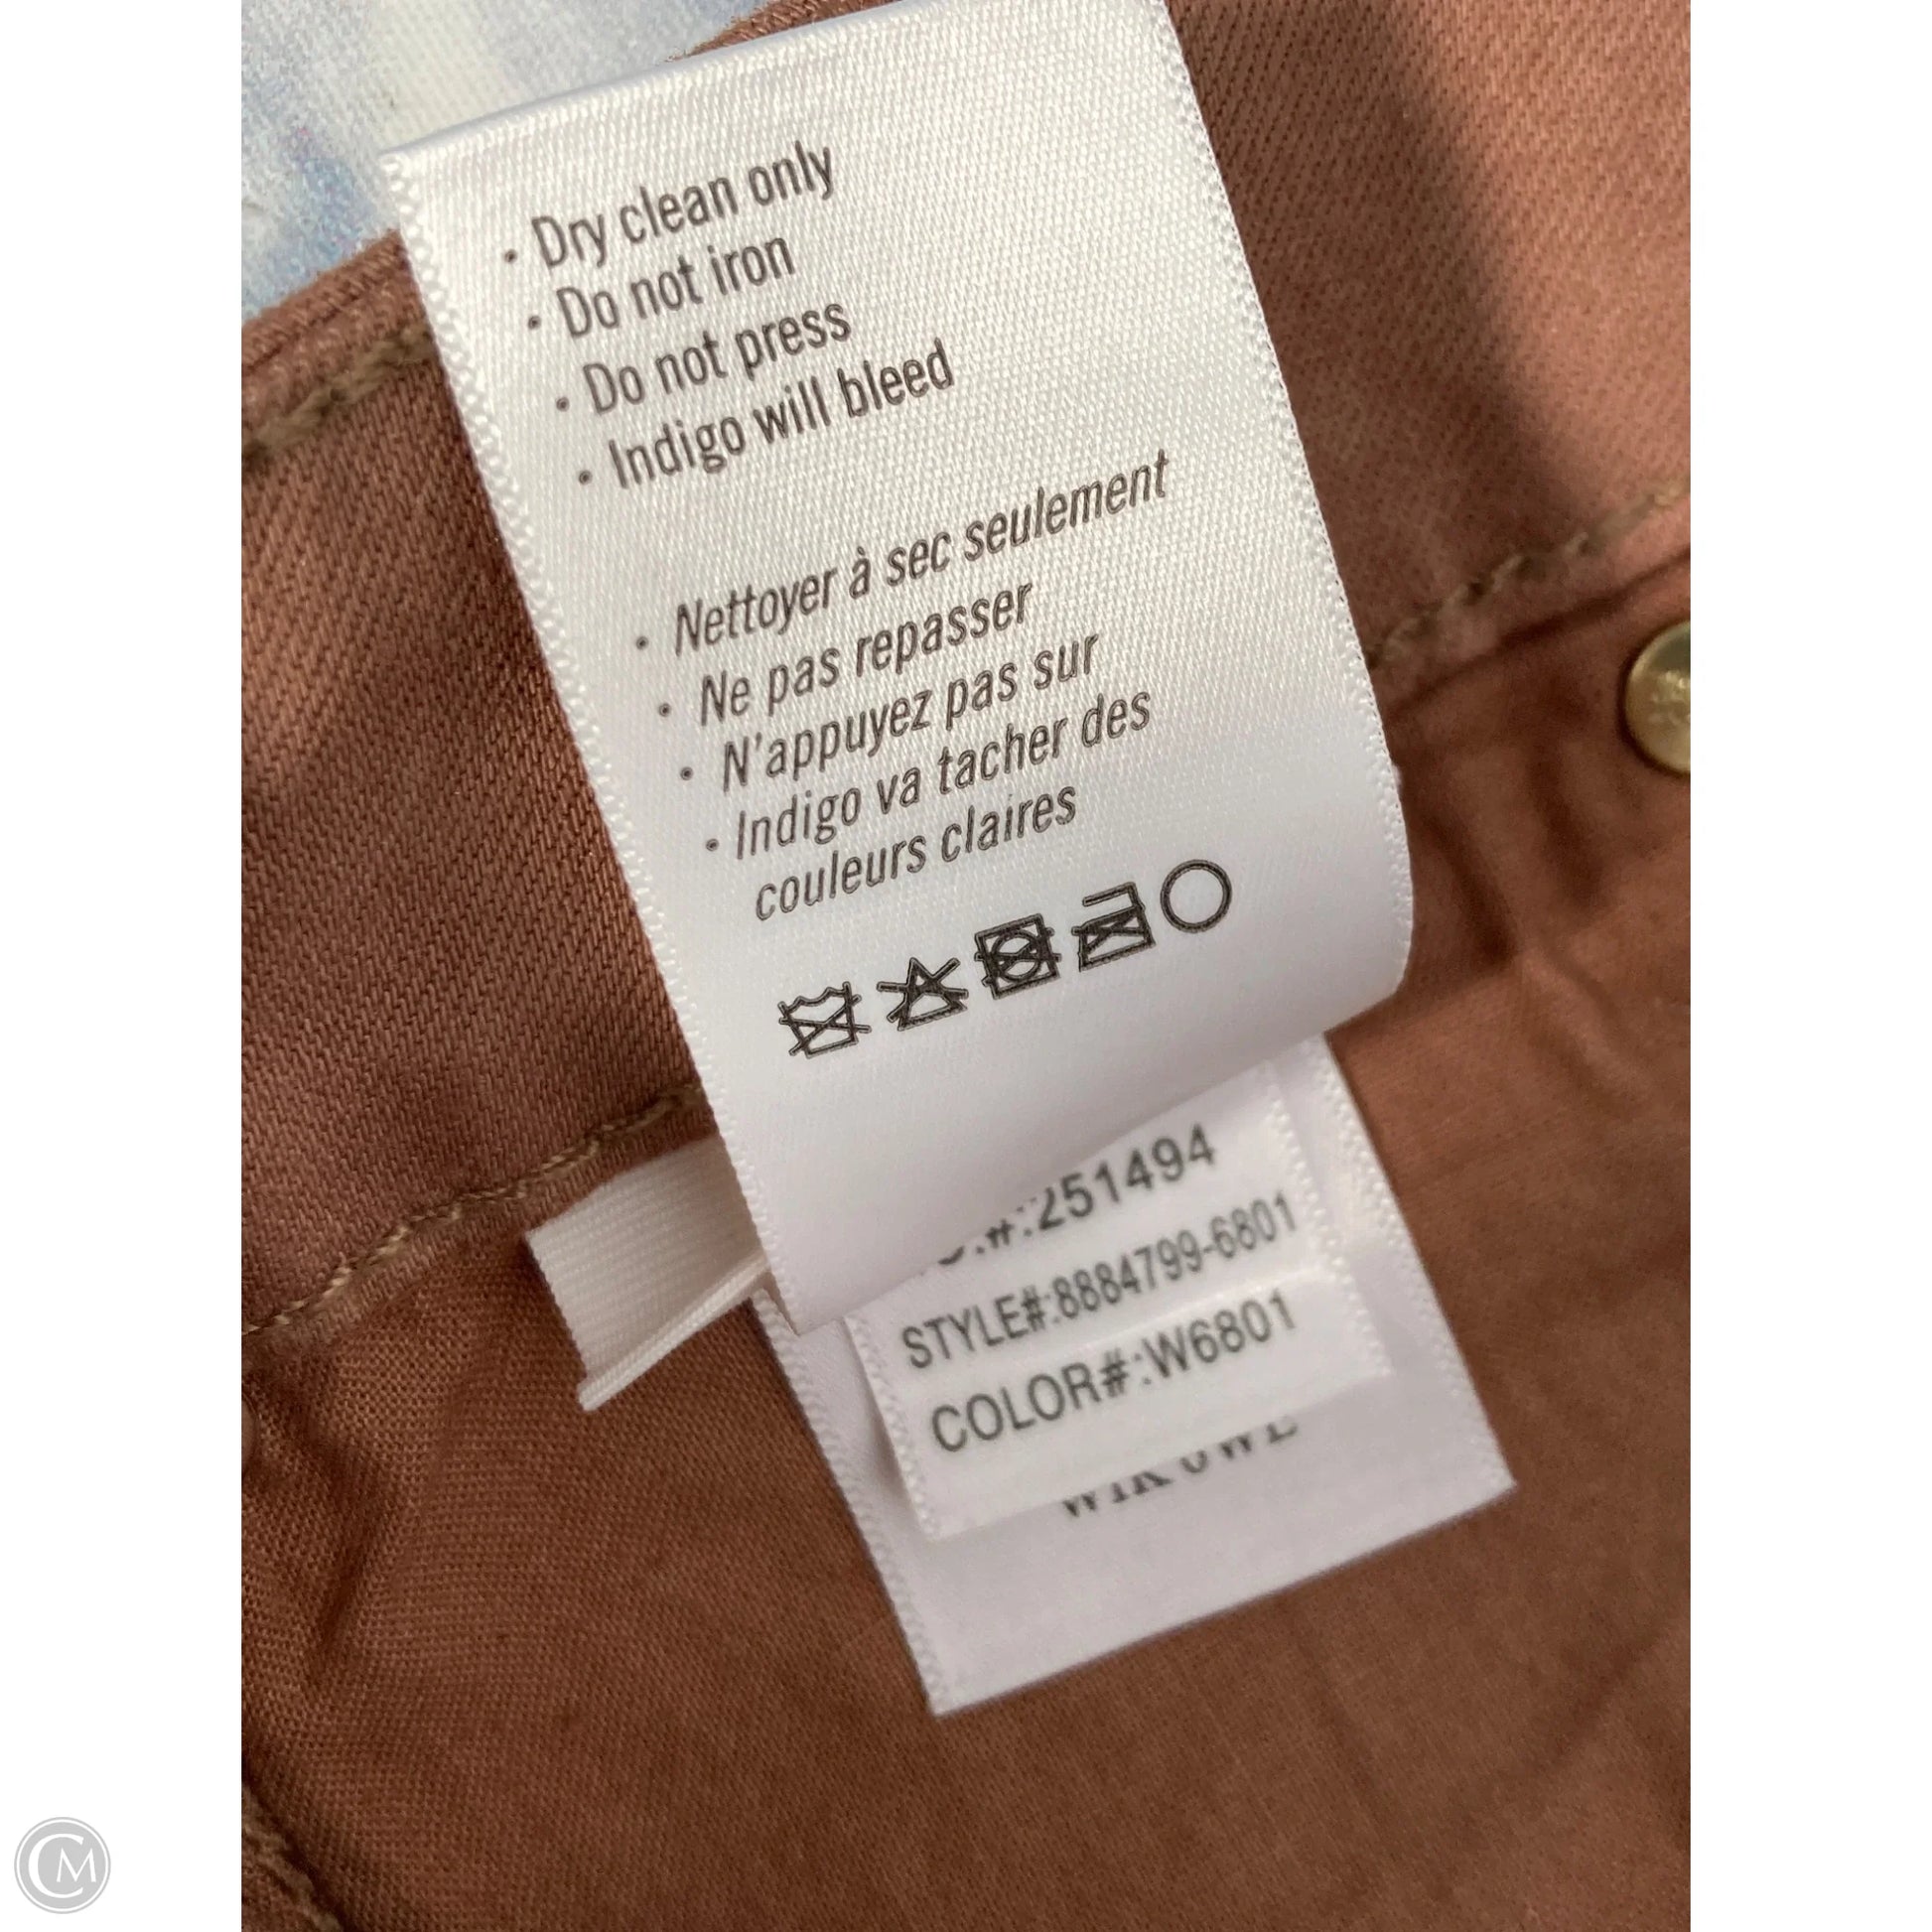 · Dry clean only
· Do not iron
· Do not press
· Indigo will bleed
· Nettoyer à sec seulement
· Ne pas repasser
· N'appuyez pas sur
· Indigo va tacher des
couleurs claires
.#:251494
STYLE#:8884799-6801
COLOR#:W6801
CM